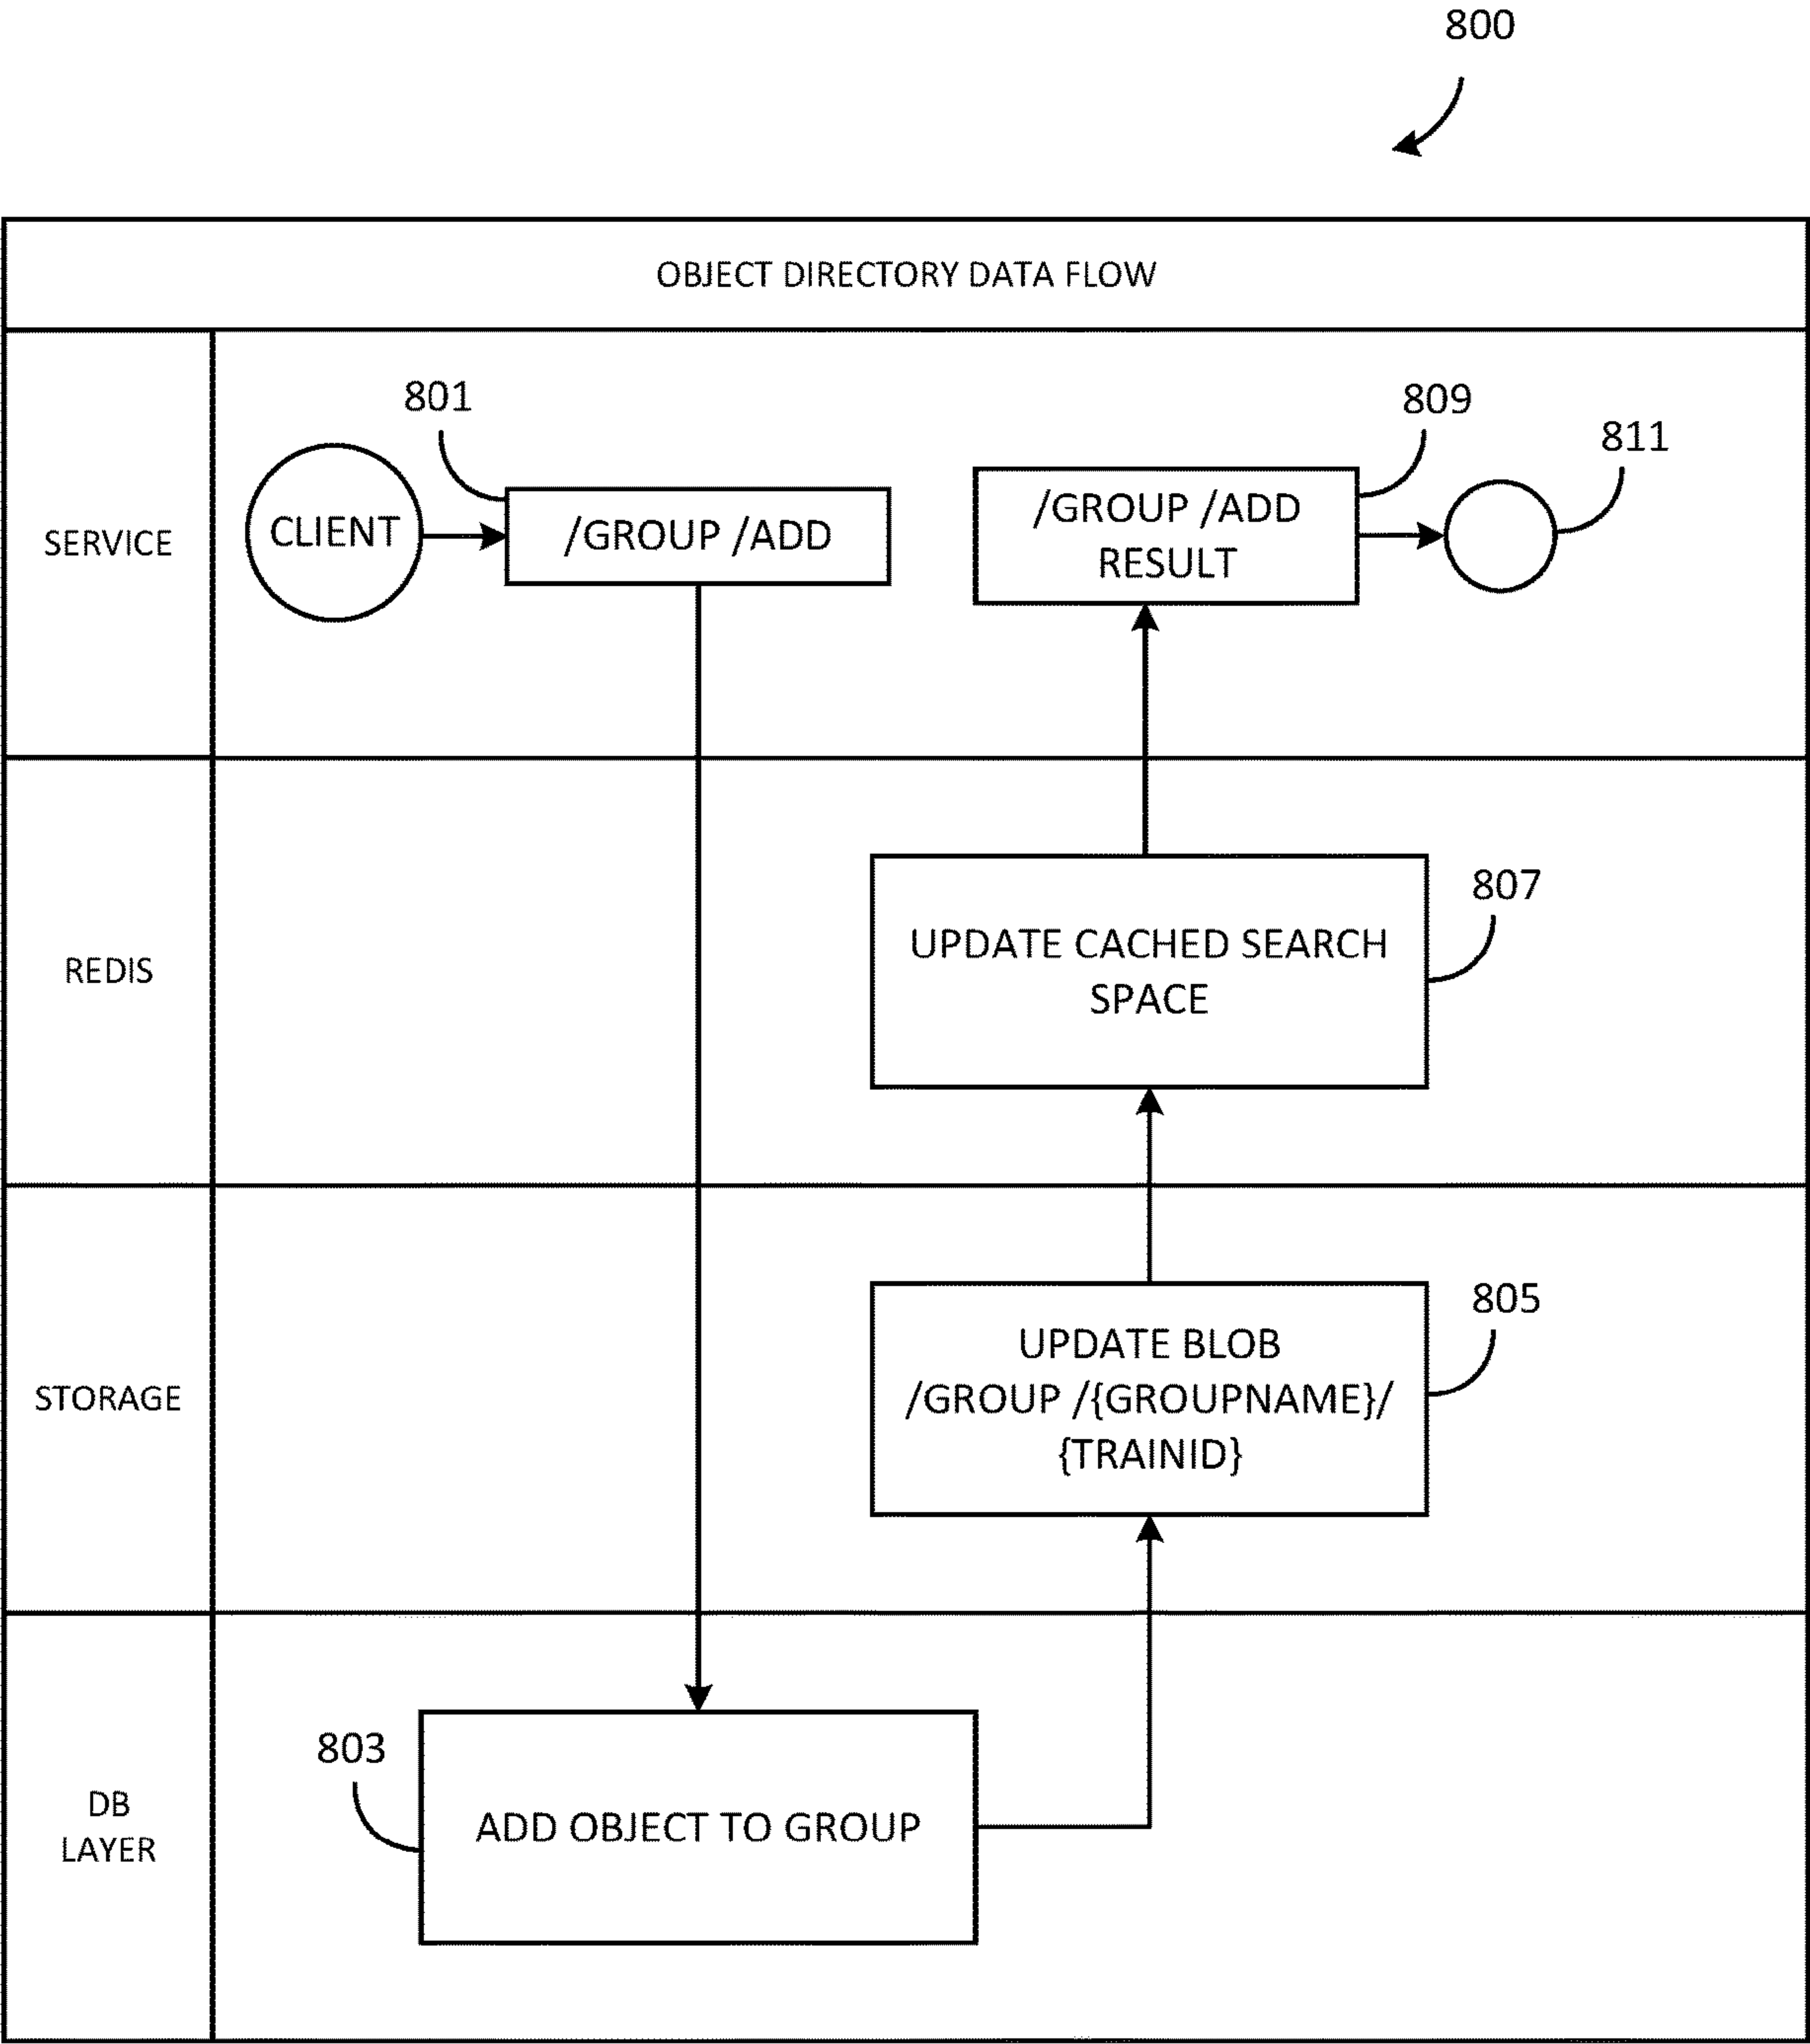 800
OBJECT DIRECTORY DATA FLOW
SERVICE
CLIENT
801
/GROUP /ADD
809
/GROUP /ADD
RESULT
811
REDIS
807
UPDATE CACHED SEARCH
SPACE
STORAGE
805
UPDATE BLOB
/GROUP /{GROUPNAME}/
{TRAINID}
DB
LAYER
803
ADD OBJECT TO GROUP